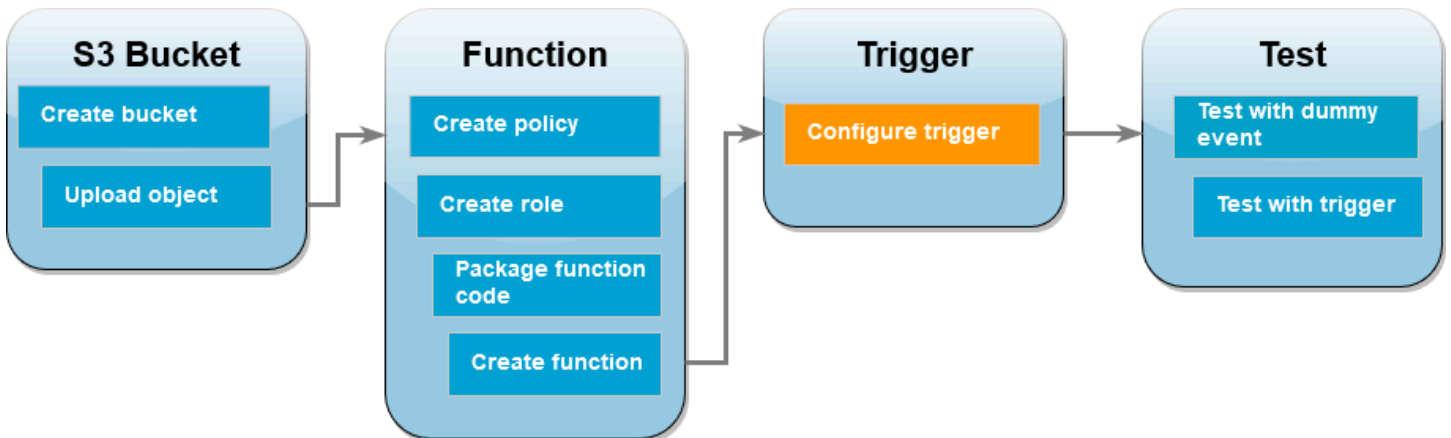 S3 Bucket
Create bucket
Upload object
Function
Create policy
Create role
Package function
code
Create function
Trigger
Configure trigger
Test
Test with dummy
event
Test with trigger